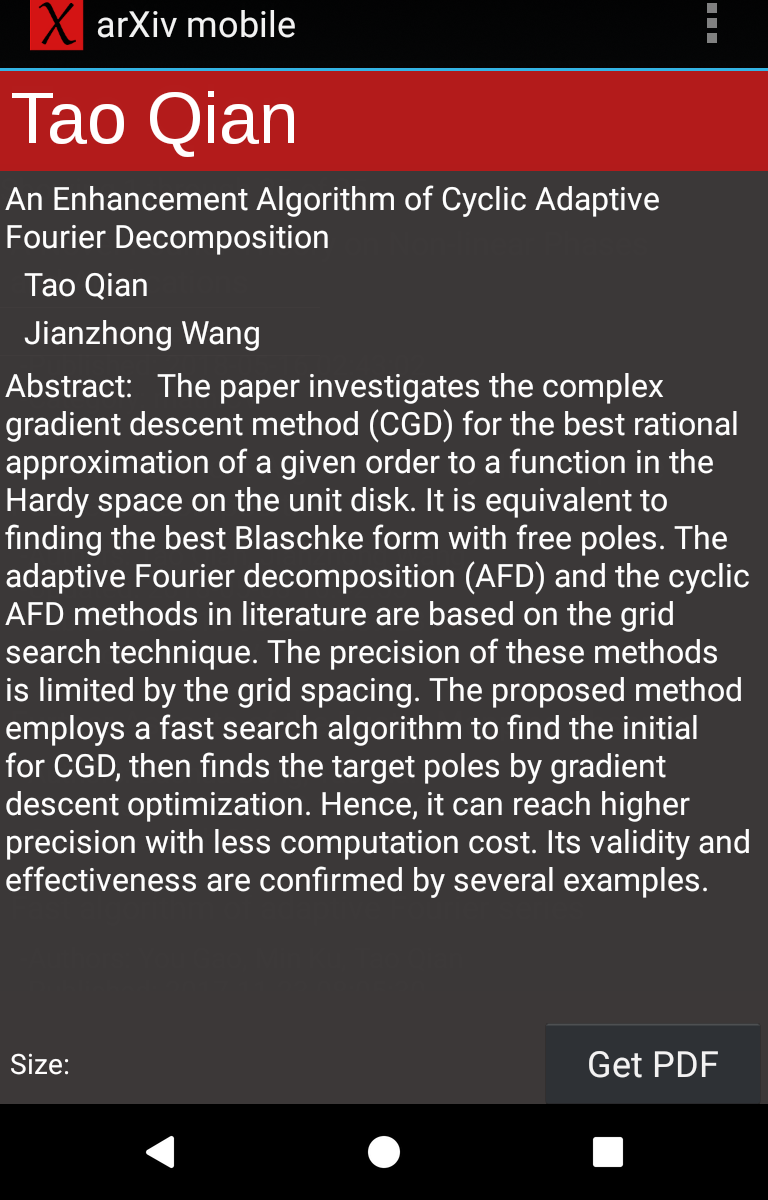 arXiv mobile
Tao Qian
An Enhancement Algorithm of Cyclic Adaptive
Fourier Decomposition
Tao Qian
Jianzhong Wang
Abstract: The paper investigates the complex
gradient descent method (CGD) for the best rational
approximation of a given order to a function in the
Hardy space on the unit disk. It is equivalent to
finding the best Blaschke form with free poles. The
adaptive Fourier decomposition (AFD) and the cyclic
AFD methods in literature are based on the grid
search technique. The precision of these methods
is limited by the grid spacing. The proposed method
employs a fast search algorithm to find the initial
for CGD, then finds the target poles by gradient
descent optimization. Hence, it can reach higher
precision with less computation cost. Its validity and
effectiveness are confirmed by several examples.
Size:
Get PDF